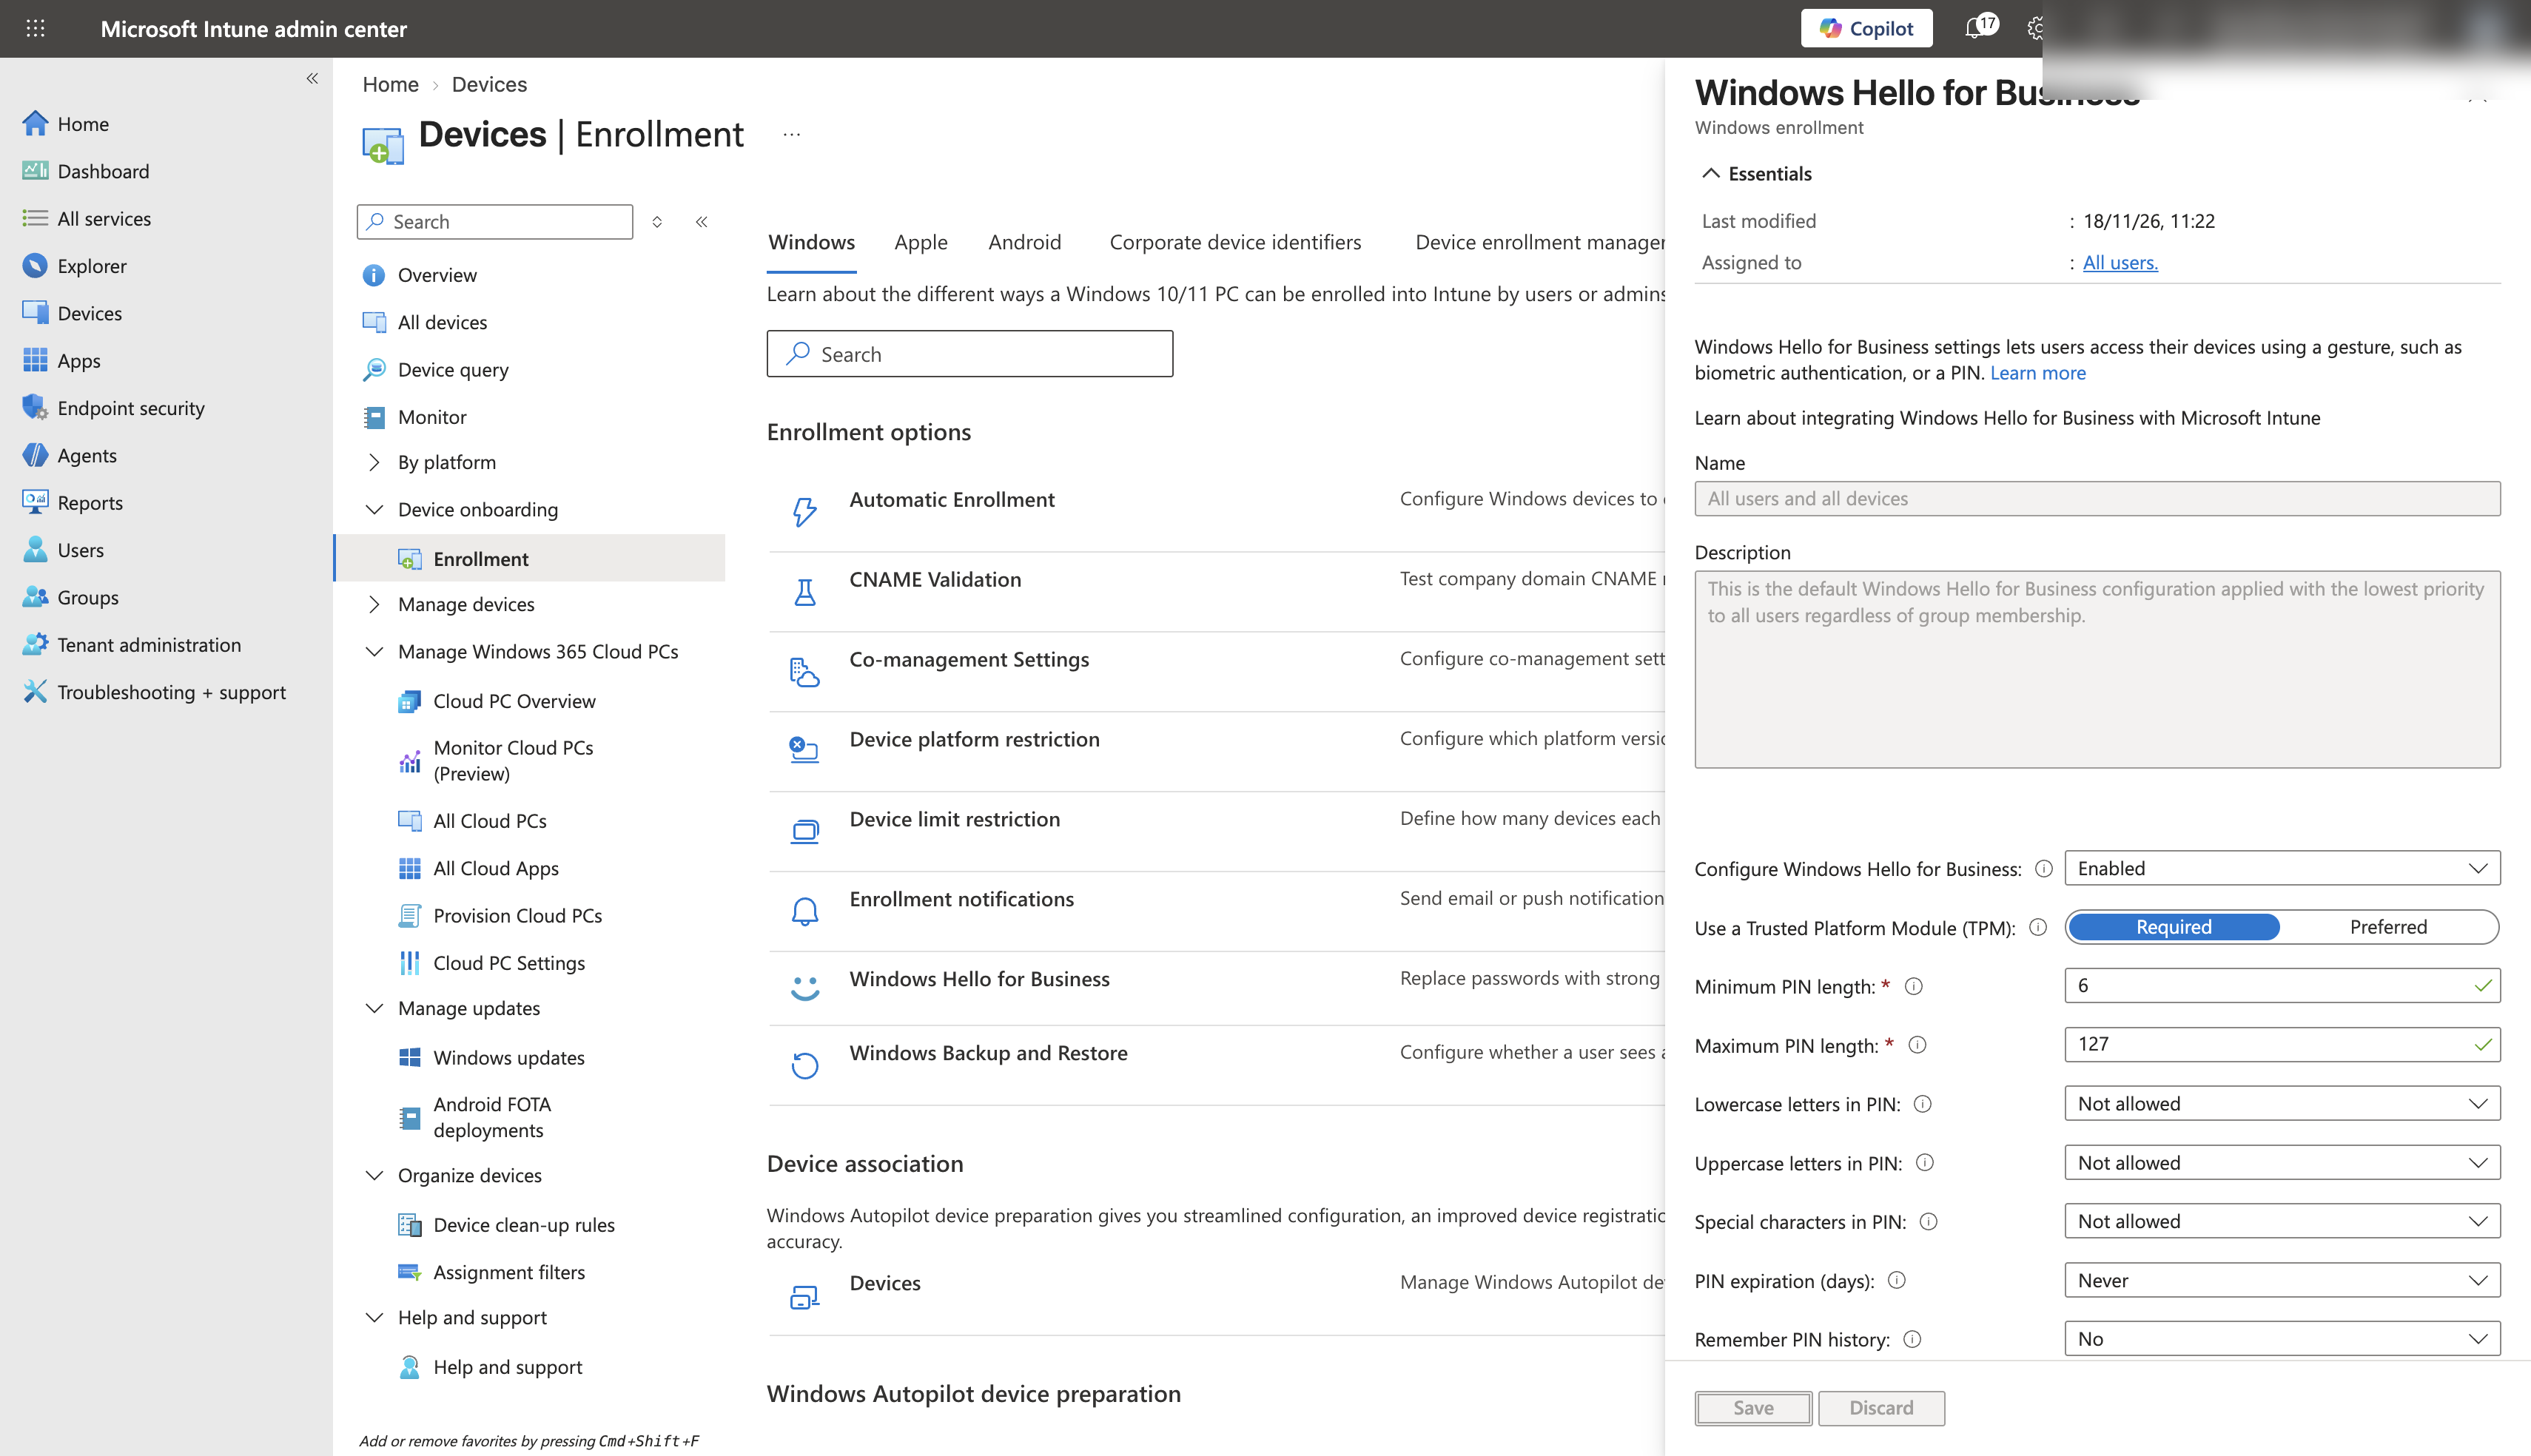 Microsoft Intune admin center
Copilot
17
Home
Dashboard
All services
Explorer
Devices
Apps
Endpoint security
Agents
Reports
Users
Groups
Tenant administration
Troubleshooting + support
Home
Devices
Devices | Enrollment
...
Search
Overview
All devices
Device query
Monitor
By platform
Device onboarding
Enrollment
Manage devices
Manage Windows 365 Cloud PCs
Cloud PC Overview
Monitor Cloud PCs
(Preview)
All Cloud PCs
All Cloud Apps
Provision Cloud PCs
Cloud PC Settings
Manage updates
Windows updates
Android FOTA
deployments
Organize devices
Device clean-up rules
Assignment filters
Help and support
Help and support
Add or remove favorites by pressing Cmd+Shift+F
Windows
Apple
Android
Corporate device identifiers
Device enrollment manager
Learn about the different ways a Windows 10/11 PC can be enrolled into Intune by users or admins
Search
Enrollment options
Automatic Enrollment
Configure Windows devices to
CNAME Validation
Test company domain CNAME
Co-management Settings
Configure co-management sett
Device platform restriction
Configure which platform versio
Device limit restriction
Define how many devices each
Enrollment notifications
Send email or push notification
Windows Hello for Business
Replace passwords with strong
Windows Backup and Restore
Configure whether a user sees a
Device association
Windows Autopilot device preparation gives you streamlined configuration, an improved device registratio
accuracy.
Devices
Manage Windows Autopilot de
Windows Autopilot device preparation
Windows Hello for Business
Windows enrollment
Essentials
Last modified : 18/11/26, 11:22
Assigned to : All users.
Windows Hello for Business settings lets users access their devices using a gesture, such as
biometric authentication, or a PIN. Learn more
Learn about integrating Windows Hello for Business with Microsoft Intune
Name
All users and all devices
Description
This is the default Windows Hello for Business configuration applied with the lowest priority
to all users regardless of group membership.
Configure Windows Hello for Business: Enabled
Use a Trusted Platform Module (TPM): Required Preferred
Minimum PIN length: * 6
Maximum PIN length: * 127
Lowercase letters in PIN: Not allowed
Uppercase letters in PIN: Not allowed
Special characters in PIN: Not allowed
PIN expiration (days): Never
Remember PIN history: No
Save
Discard